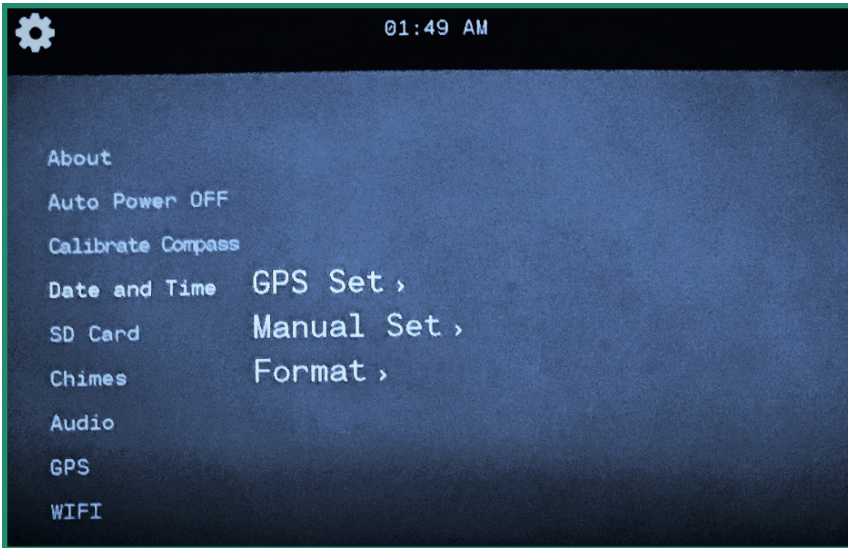 01:49 AM
About
Auto Power OFF
Calibrate Compass
Date and Time
GPS Set ›
SD Card
Manual Set ›
Chimes
Format ›
Audio
GPS
WIFI